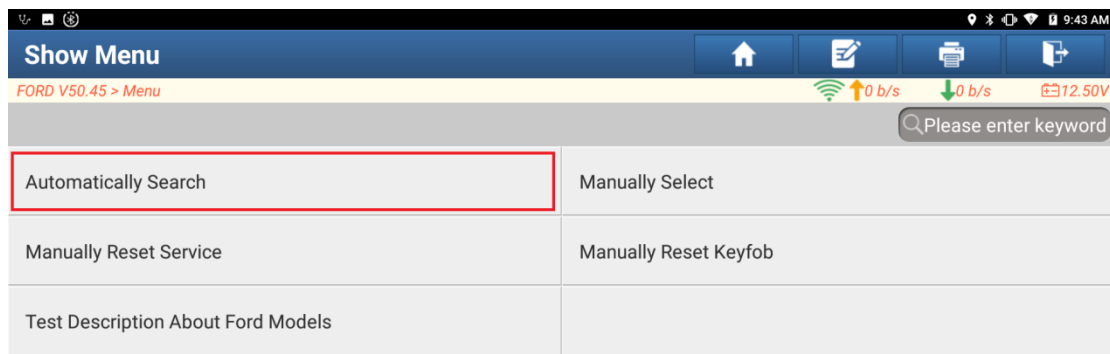 9:43 AM
Show Menu
FORD V50.45 > Menu
0 b/s 0 b/s 12.50V
Please enter keyword
Automatically Search Manually Select
Manually Reset Service Manually Reset Keyfob
Test Description About Ford Models